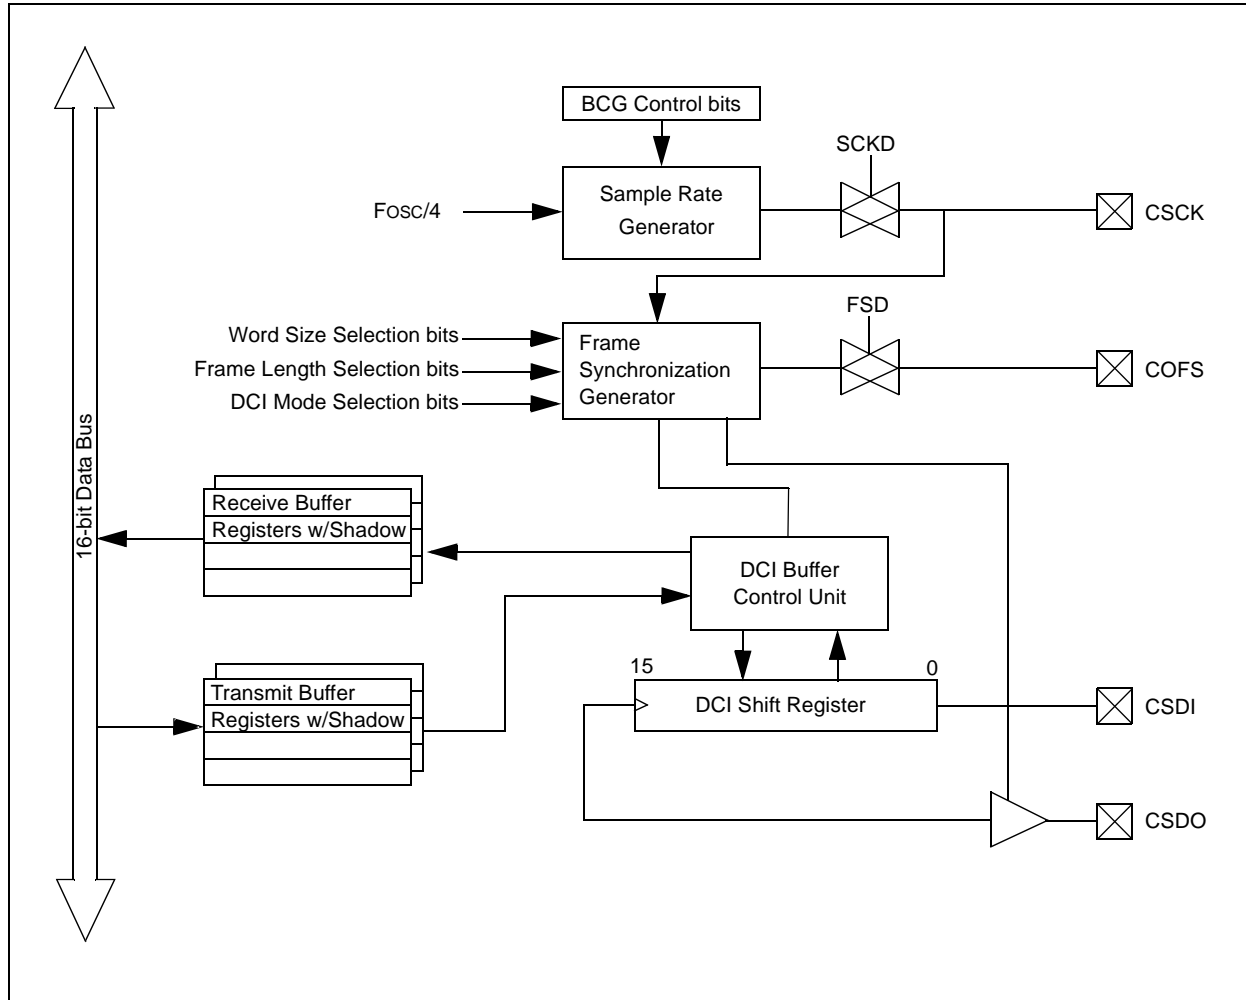 BCG Control bits
SCKD
Sample Rate
Generator
FOSC/4
CSCK
FSD
Word Size Selection bits
Frame Length Selection bits
DCI Mode Selection bits
Frame
Synchronization
Generator
COFS
16-bit Data Bus
Receive Buffer
Registers w/Shadow
DCI Buffer
Control Unit
Transmit Buffer
Registers w/Shadow
15
0
DCI Shift Register
CSDI
CSDO